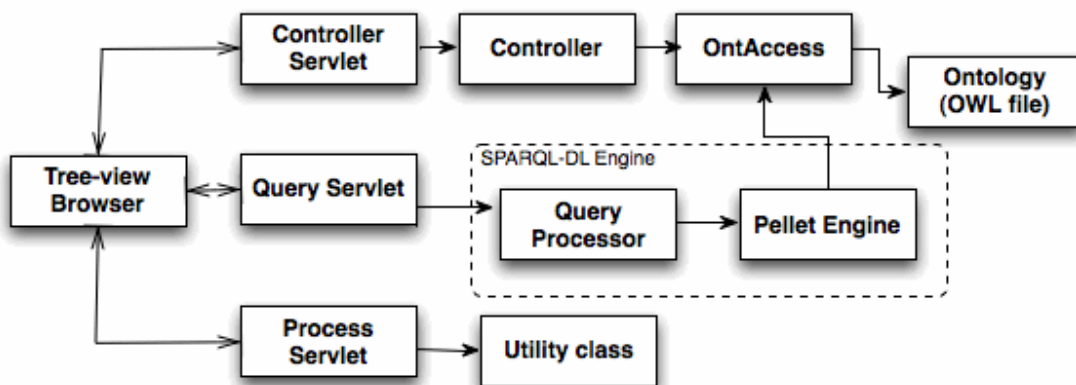 Controller
Servlet
Controller
OntAccess
Ontology
(OWL file)
SPARQL-DL Engine
Tree-view
Browser
Query Servlet
Query
Processor
Pellet Engine
Process
Servlet
Utility class